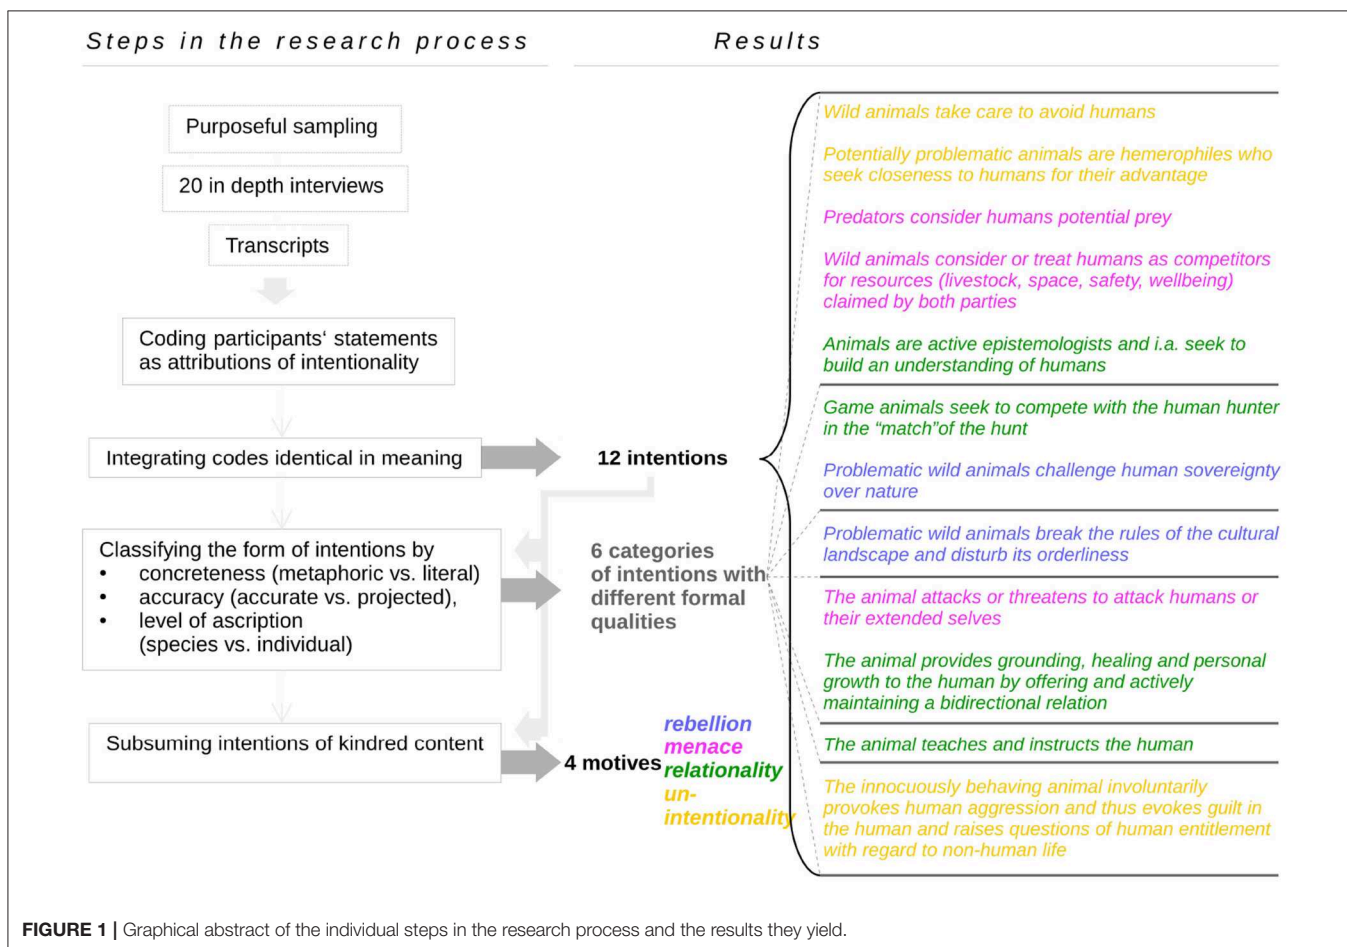 Steps in the research process
Results
Purposeful sampling
20 in depth interviews
Transcripts
Coding participants‘ statements
as attributions of intentionality
Integrating codes identical in meaning
Classifying the form of intentions by
• concreteness (metaphoric vs. literal)
• accuracy (accurate vs. projected),
• level of ascription
(species vs. individual)
Subsuming intentions of kindred content
12 intentions
6 categories
of intentions with
different formal
qualities
4 motives
rebellion
menace
relationality
un-
intentionality
Wild animals take care to avoid humans
Potentially problematic animals are hemerophiles who
seek closeness to humans for their advantage
Predators consider humans potential prey
Wild animals consider or treat humans as competitors
for resources (livestock, space, safety, wellbeing)
claimed by both parties
Animals are active epistemologists and i.a. seek to
build an understanding of humans
Game animals seek to compete with the human hunter
in the “match”of the hunt
Problematic wild animals challenge human sovereignty
over nature
Problematic wild animals break the rules of the cultural
landscape and disturb its orderliness
The animal attacks or threatens to attack humans or
their extended selves
The animal provides grounding, healing and personal
growth to the human by offering and actively
maintaining a bidirectional relation
The animal teaches and instructs the human
The innocuously behaving animal involuntarily
provokes human aggression and thus evokes guilt in
the human and raises questions of human entitlement
with regard to non-human life
FIGURE 1 | Graphical abstract of the individual steps in the research process and the results they yield.